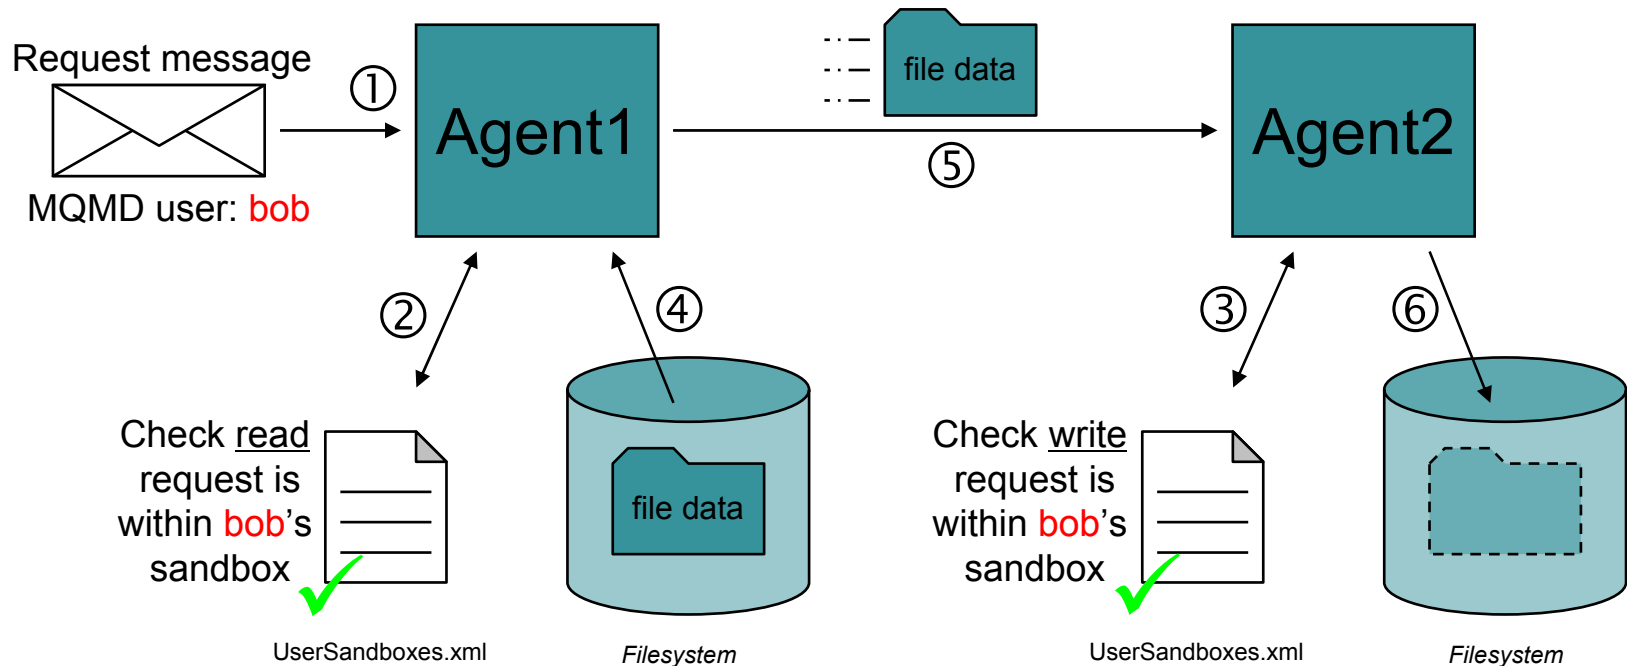 Request message
MQMD user: bob
①
Agent1
file data
⑤
Agent2
②
④
③
⑥
Check read
request is
within bob's
sandbox
UserSandboxes.xml
file data
Filesystem
Check write
request is
within bob's
sandbox
UserSandboxes.xml
Filesystem